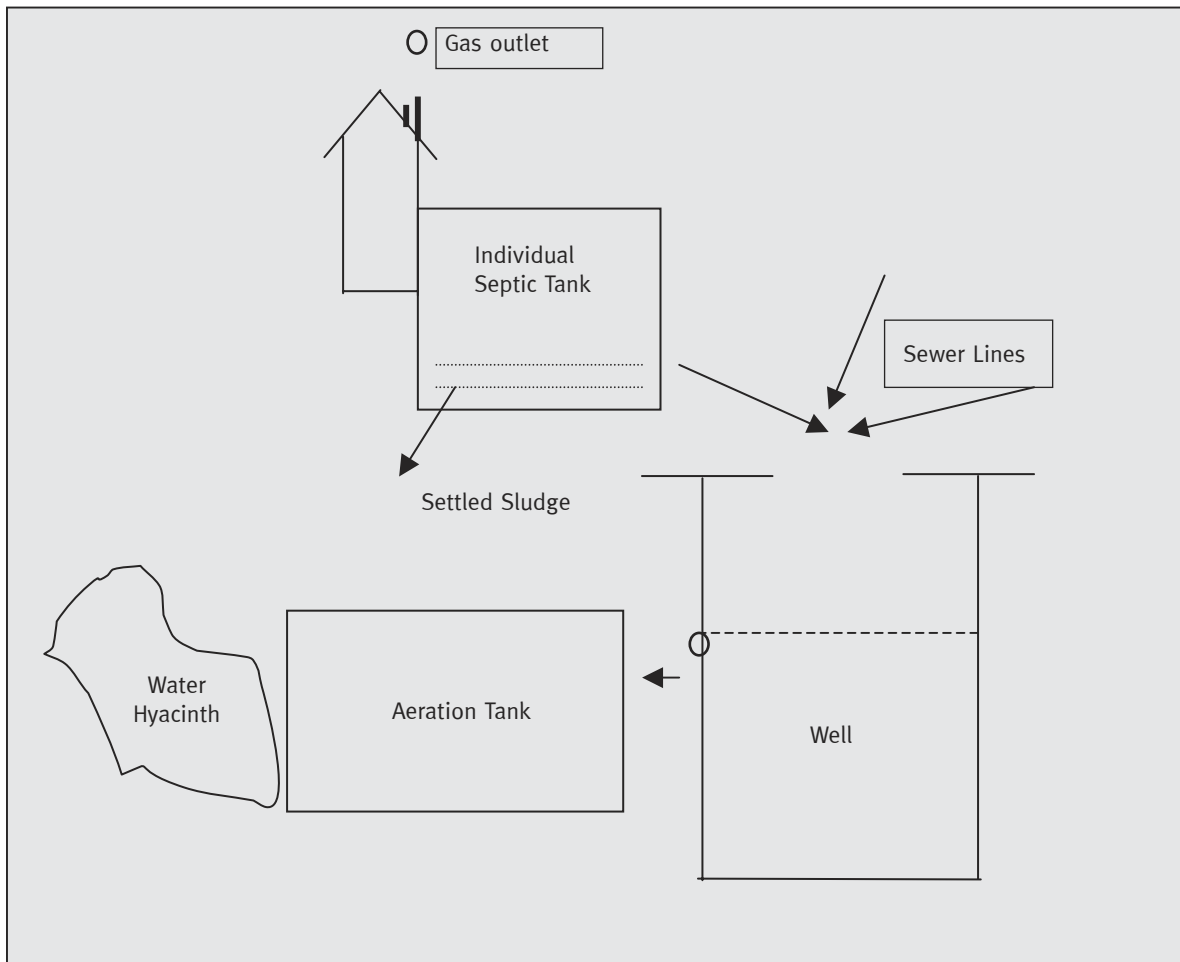 Gas outlet
Individual
Septic Tank
Sewer Lines
Settled Sludge
Water
Hyacinth
Aeration Tank
Well